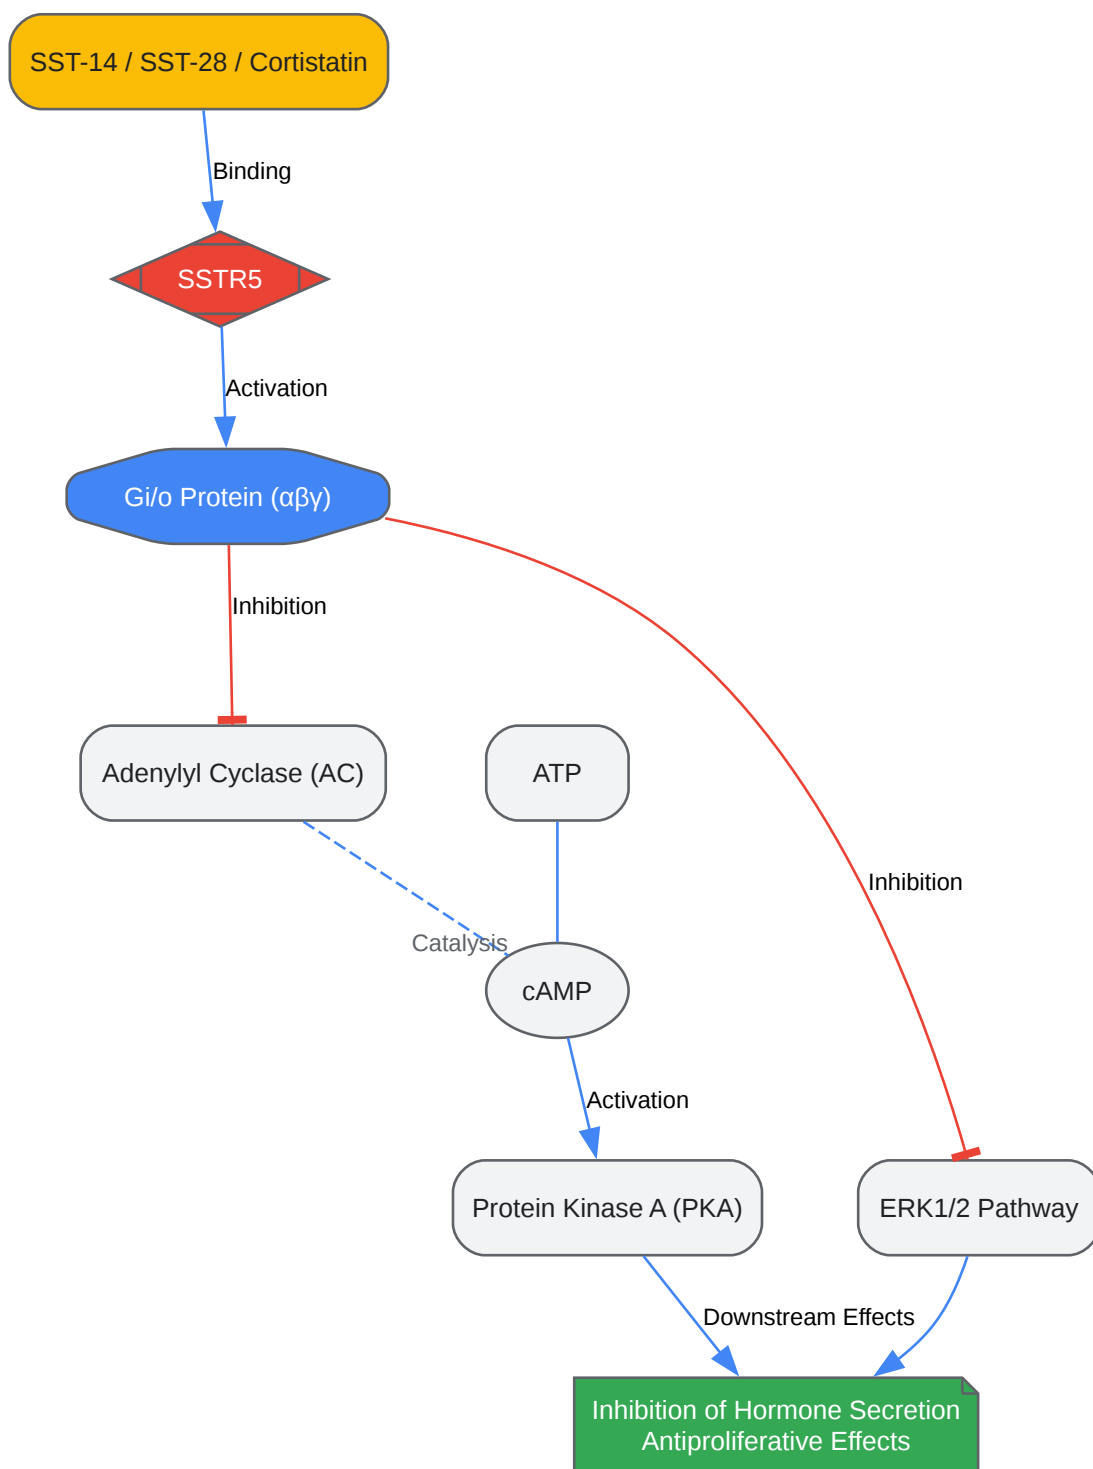 SST-14 / SST-28 / Cortistatin
Binding
SSTR5
Activation
Gi/o Protein (αβγ)
Inhibition
Adenylyl Cyclase (AC)
ATP
Inhibition
Catalysis
cAMP
Activation
Protein Kinase A (PKA)
ERK1/2 Pathway
Downstream Effects
Inhibition of Hormone Secretion
Antiproliferative Effects